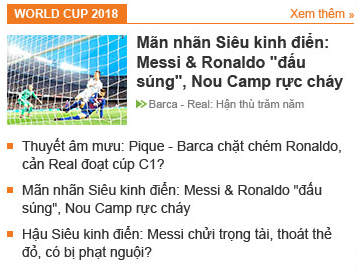 WORLD CUP 2018
Xem thêm »
Mãn nhãn Siêu kinh điển:
Messi & Ronaldo "đấu
súng", Nou Camp rực cháy
Barca - Real: Hận thù trăm năm
Thuyết âm mưu: Pique - Barca chặt chém Ronaldo,
cản Real đoạt cúp C1?
Mãn nhãn Siêu kinh điển: Messi & Ronaldo "đấu
súng", Nou Camp rực cháy
Hậu Siêu kinh điển: Messi chửi trọng tài, thoát thẻ
đỏ, có bị phạt nguội?